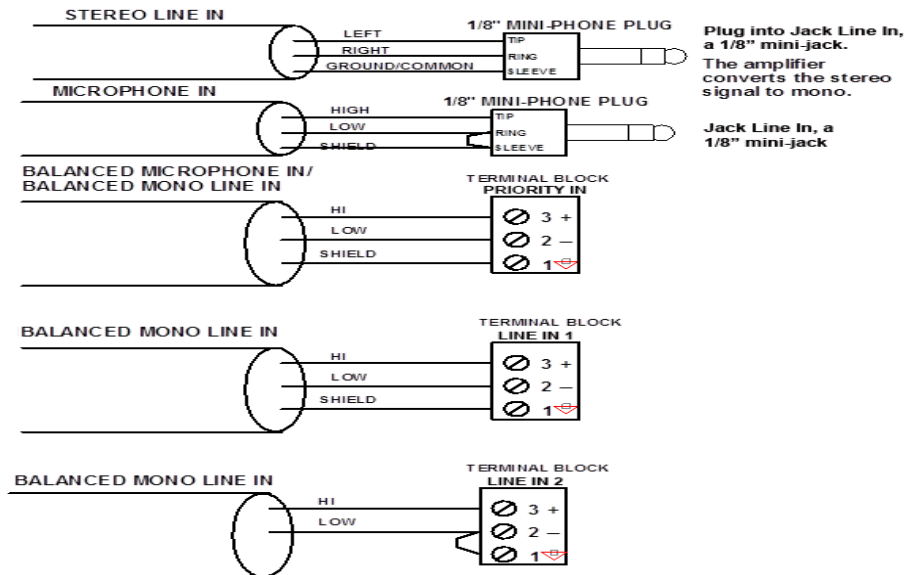 STEREO LINE IN
LEFT
RIGHT
GROUND/COMMON
1/8" MINI-PHONE PLUG
TIP
RING
SLEEVE
Plug into Jack Line In,
a 1/8" mini-jack.
The amplifier
converts the stereo
signal to mono.
MICROPHONE IN
HIGH
LOW
SHIELD
1/8" MINI-PHONE PLUG
TIP
RING
SLEEVE
Jack Line In, a
1/8" mini-jack
BALANCED MICROPHONE IN/
BALANCED MONO LINE IN
HI
LOW
SHIELD
TERMINAL BLOCK
PRIORITY IN
3 +
2 –
1
BALANCED MONO LINE IN
HI
LOW
SHIELD
TERMINAL BLOCK
LINE IN 1
3 +
2 –
1
BALANCED MONO LINE IN
HI
LOW
TERMINAL BLOCK
LINE IN 2
3 +
2 –
1